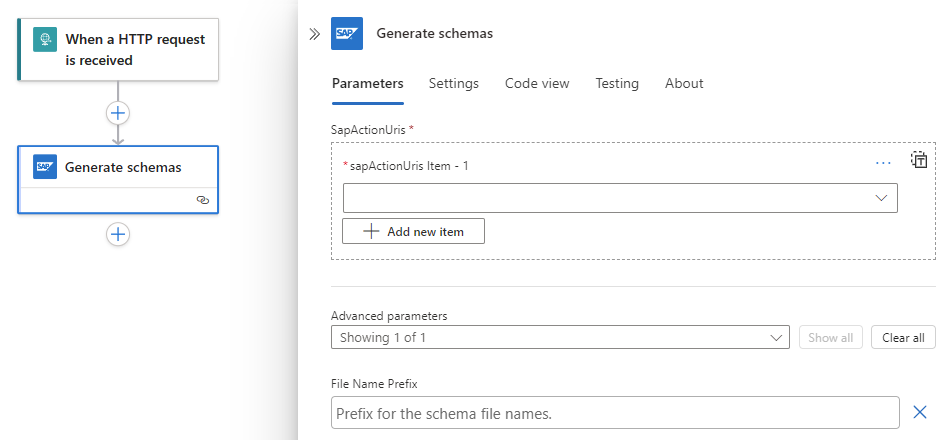 When a HTTP request
is received
SAP
Generate schemas
SAP
Generate schemas
Parameters
Settings
Code view
Testing
About
SapActionUris *
*sapActionUris Item - 1
...
Add new item
Advanced parameters
Showing 1 of 1
Show all
Clear all
File Name Prefix
Prefix for the schema file names.